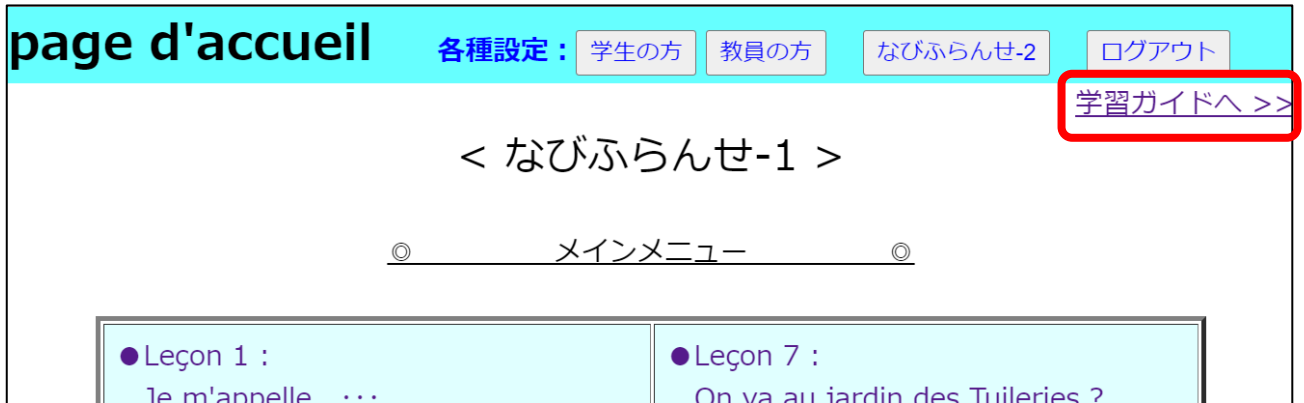 page d'accueil 各種設定： 学生の方 教員の方 なびふらんせ-2 ログアウト
学習ガイドへ >>
< なびふらんせ-1 >
◎ メインメニュー ◎
●Leçon 1 : ●Leçon 7 :
Je m'appelle ･･･ On va au jardin des Tuileries ?